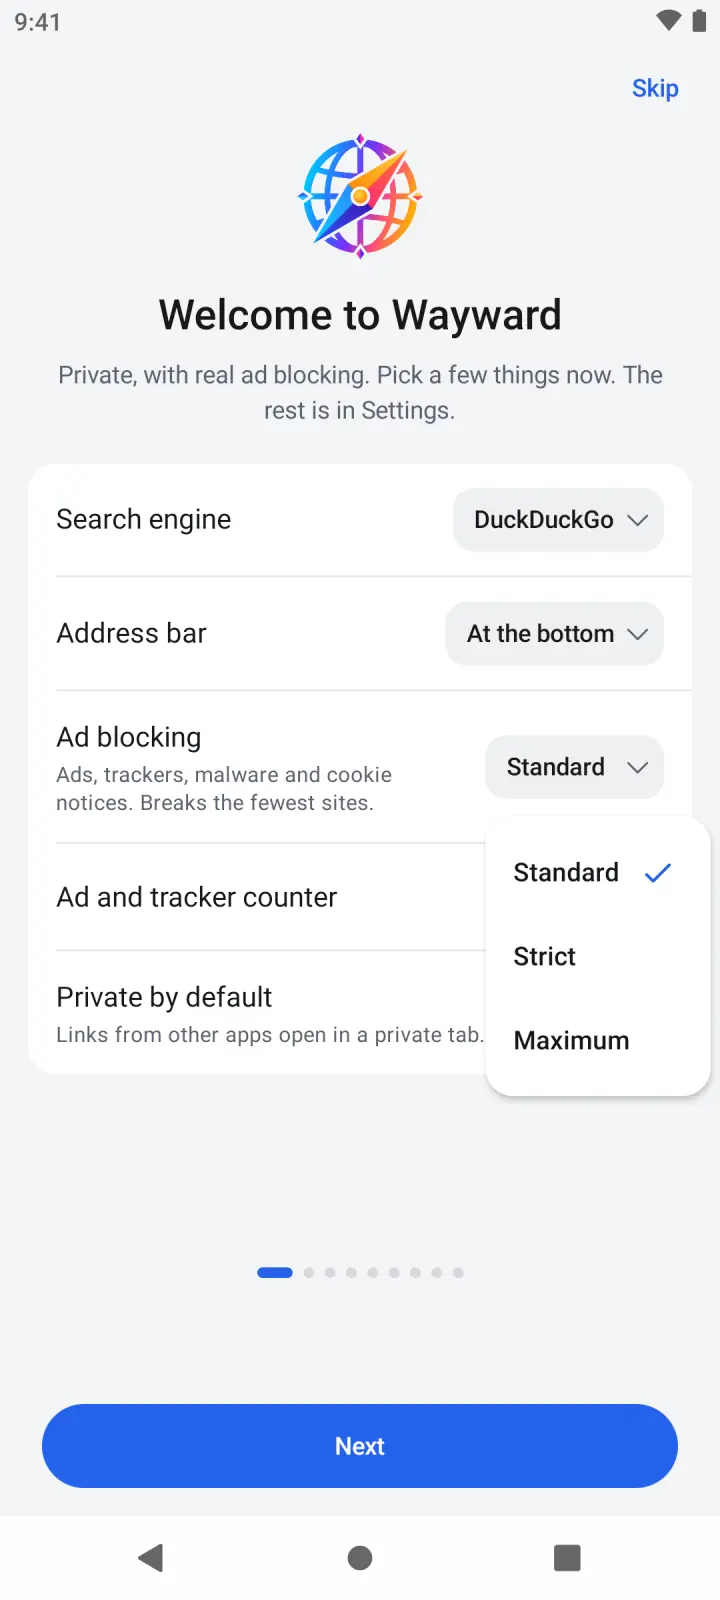 9:41
Skip
Welcome to Wayward
Private, with real ad blocking. Pick a few things now. The
rest is in Settings.
Search engine
DuckDuckGo
Address bar
At the bottom
Ad blocking
Ads, trackers, malware and cookie
notices. Breaks the fewest sites.
Standard
Standard
Strict
Maximum
Ad and tracker counter
Private by default
Links from other apps open in a private tab.
Next